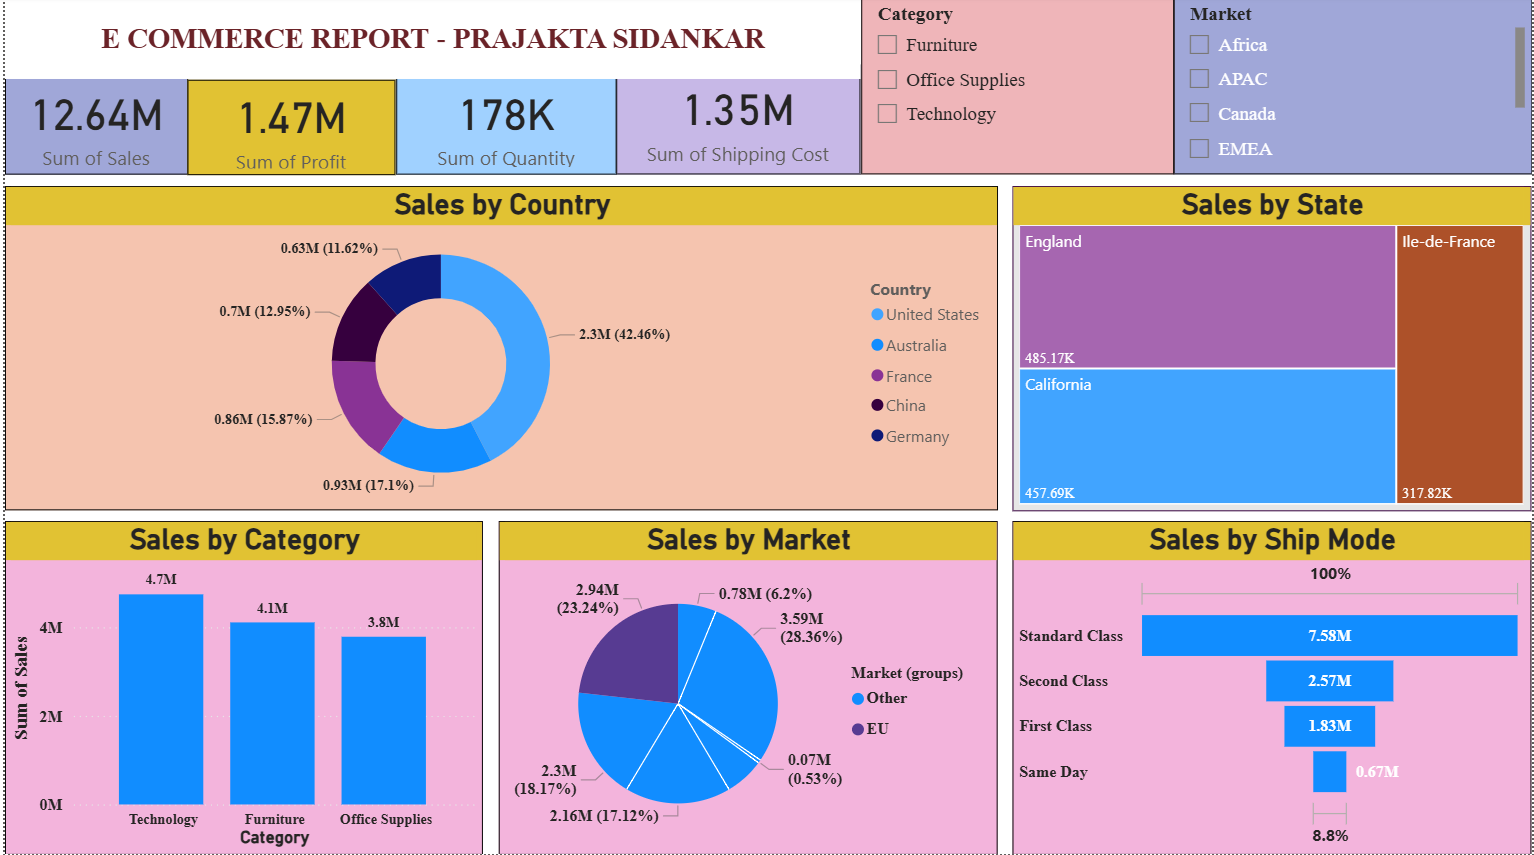 E COMMERCE REPORT - PRAJAKTA SIDANKAR
12.64M
Sum of Sales
1.47M
Sum of Profit
178K
Sum of Quantity
1.35M
Sum of Shipping Cost
Category
Furniture
Office Supplies
Technology
Market
Africa
APAC
Canada
EMEA
Sales by Country
0.63M (11.62%)
0.7M (12.95%)
2.3M (42.46%)
0.86M (15.87%)
0.93M (17.1%)
Country
United States
Australia
France
China
Germany
Sales by State
England
485.17K
California
457.69K
Ile-de-France
317.82K
Sales by Category
Sum of Sales
4M
2M
0M
4.7M
4.1M
3.8M
Technology
Furniture
Office Supplies
Category
Sales by Market
2.94M
(23.24%)
0.78M (6.2%)
3.59M
(28.36%)
0.07M
(0.53%)
2.3M
(18.17%)
2.16M (17.12%)
Market (groups)
Other
EU
Sales by Ship Mode
100%
Standard Class
7.58M
Second Class
2.57M
First Class
1.83M
Same Day
0.67M
8.8%